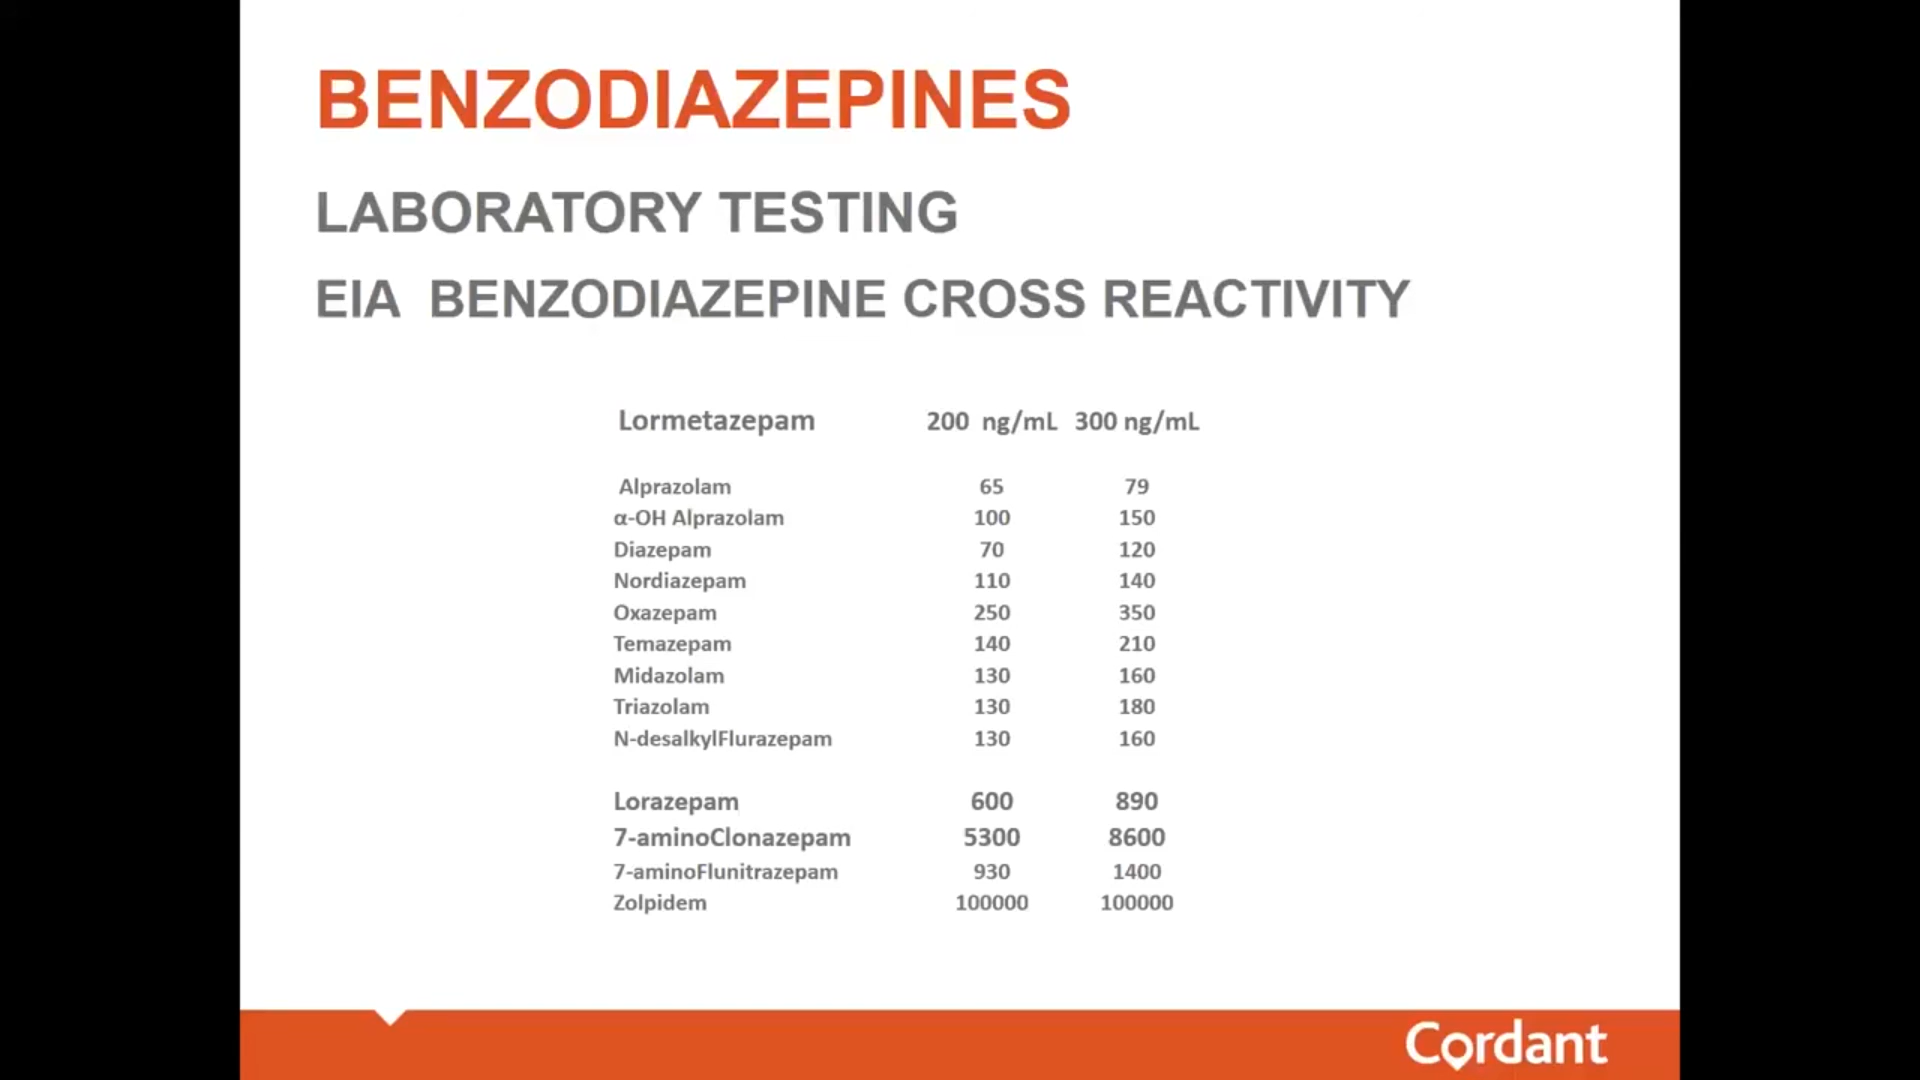 BENZODIAZEPINES
LABORATORY TESTING
EIA  BENZODIAZEPINE CROSS REACTIVITY
Lormetazepam 200 ng/mL 300 ng/mL
Alprazolam 65 79
α-OH Alprazolam 100 150
Diazepam 70 120
Nordiazepam 110 140
Oxazepam 250 350
Temazepam 140 210
Midazolam 130 160
Triazolam 130 180
N-desalkylFlurazepam 130 160
Lorazepam 600 890
7-aminoClonazepam 5300 8600
7-aminoFlunitrazepam 930 1400
Zolpidem 100000 100000
Cordant